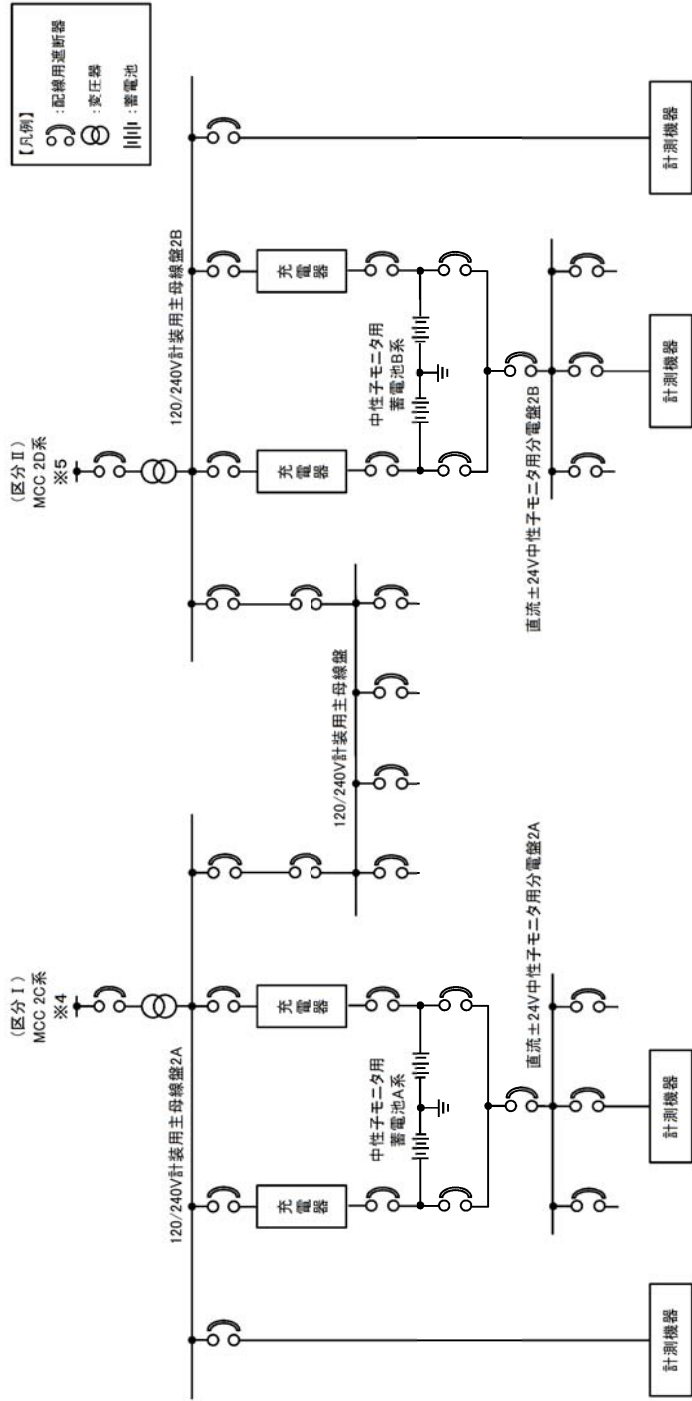 【凡例】
:配線用遮断器
:変圧器
:蓄電池
(区分Ⅰ)
MCC 2C系
※4
(区分Ⅱ)
MCC 2D系
※5
120/240V計装用主母線盤2A
120/240V計装用主母線盤2B
充電器
充電器
充電器
充電器
中性子モニタ用
蓄電池A系
120/240V計装用主母線盤
中性子モニタ用
蓄電池B系
直流±24V中性子モニタ用分電盤2A
直流±24V中性子モニタ用分電盤2B
計測機器
計測機器
計測機器
計測機器